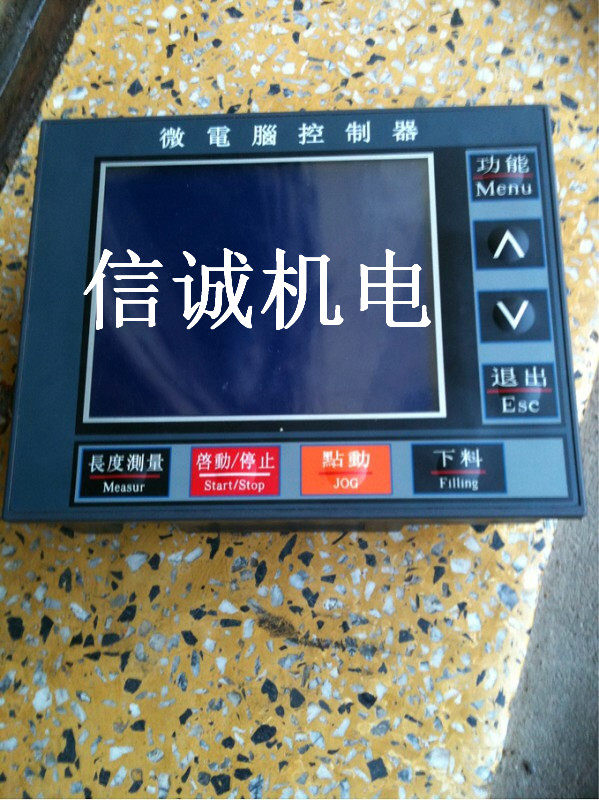 微電腦控制器
功能
Menu
信诚机电
退出
Esc
長度測量
Measur
啓動/停止
Start/Stop
點動
JOG
下料
Filling